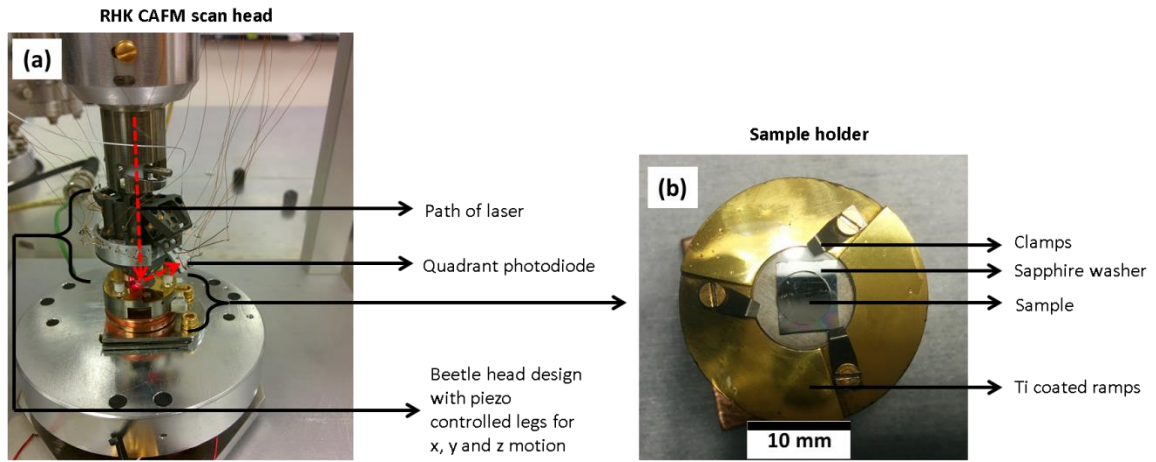 RHK CAFM scan head
(a)
Path of laser
Quadrant photodiode
Beetle head design
with piezo
controlled legs for
x, y and z motion
Sample holder
(b)
Clamps
Sapphire washer
Sample
Ti coated ramps
10 mm